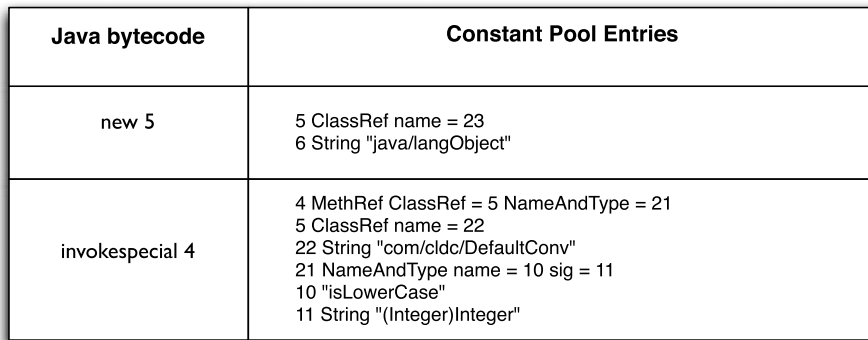 Java bytecode
Constant Pool Entries
new 5
5 ClassRef name = 23
6 String "java/langObject"
invokespecial 4
4 MethRef ClassRef = 5 NameAndType = 21
5 ClassRef name = 22
22 String "com/cldc/DefaultConv"
21 NameAndType name = 10 sig = 11
10 "isLowerCase"
11 String "(Integer)Integer"